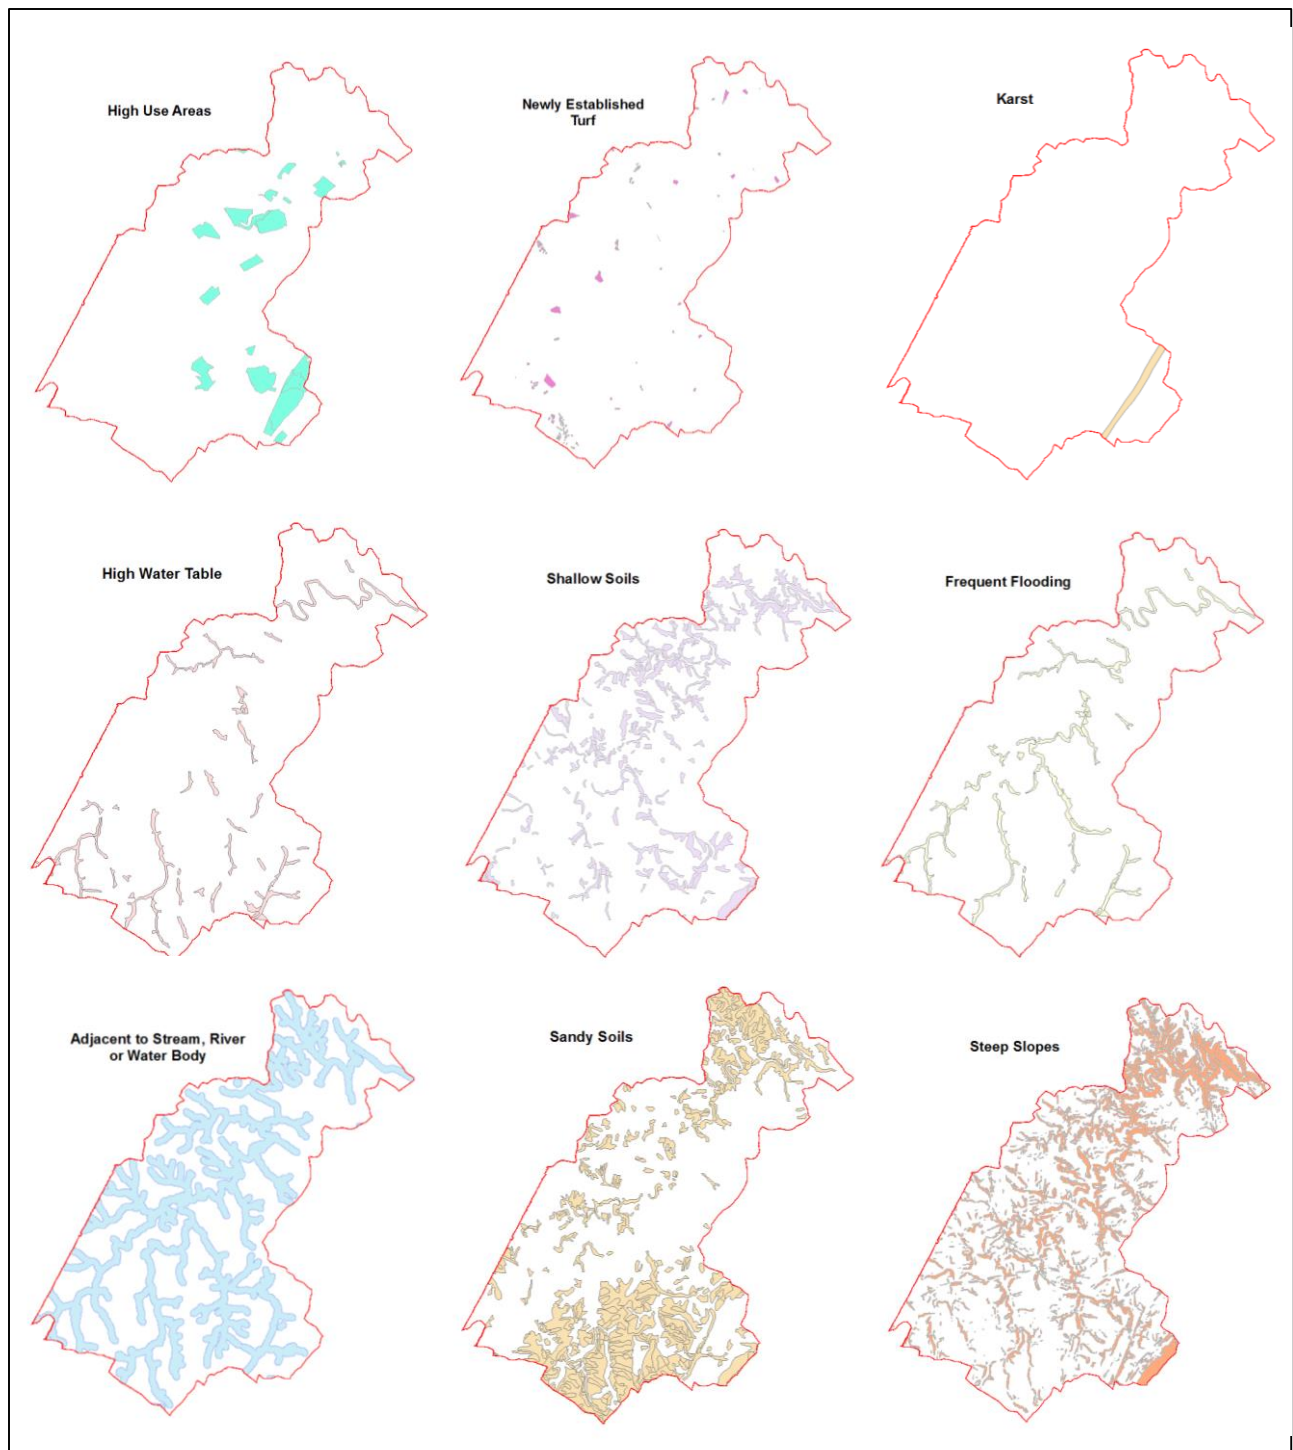 High Use Areas
Newly Established
Turf
Karst
High Water Table
Shallow Soils
Frequent Flooding
Adjacent to Stream, River
or Water Body
Sandy Soils
Steep Slopes